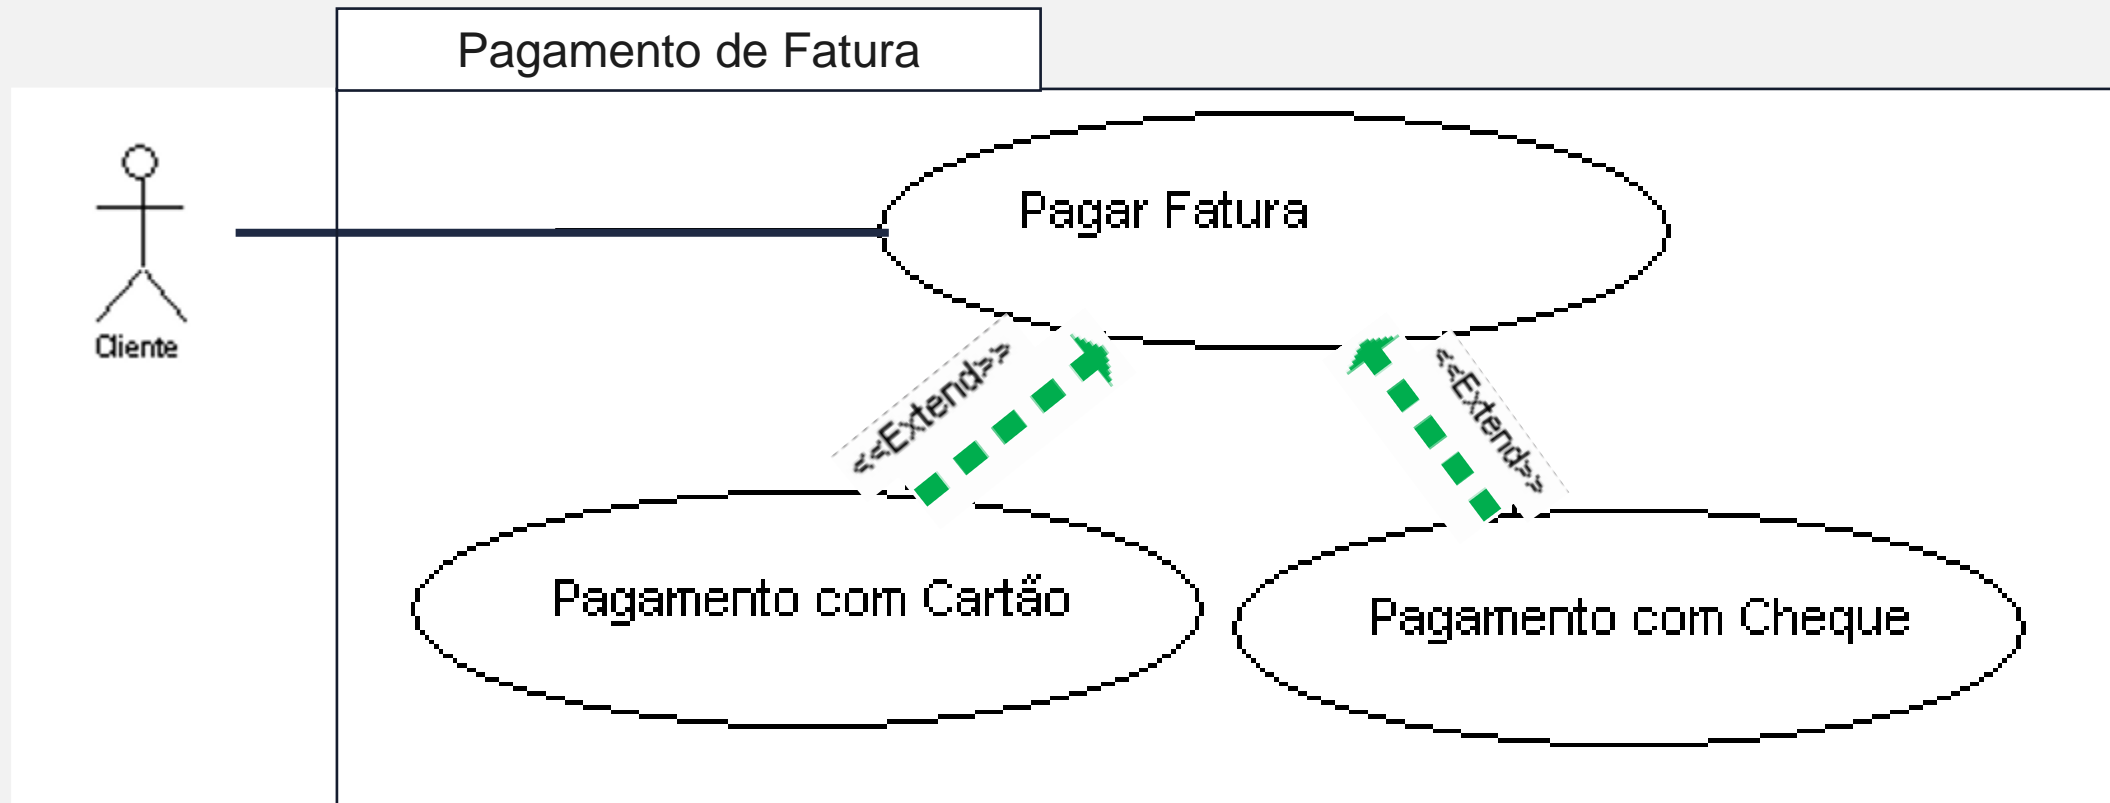 Pagamento de Fatura
Pagar Fatura
Cliente
<<Extend>>
<<Extend>>
Pagamento com Cartão
Pagamento com Cheque